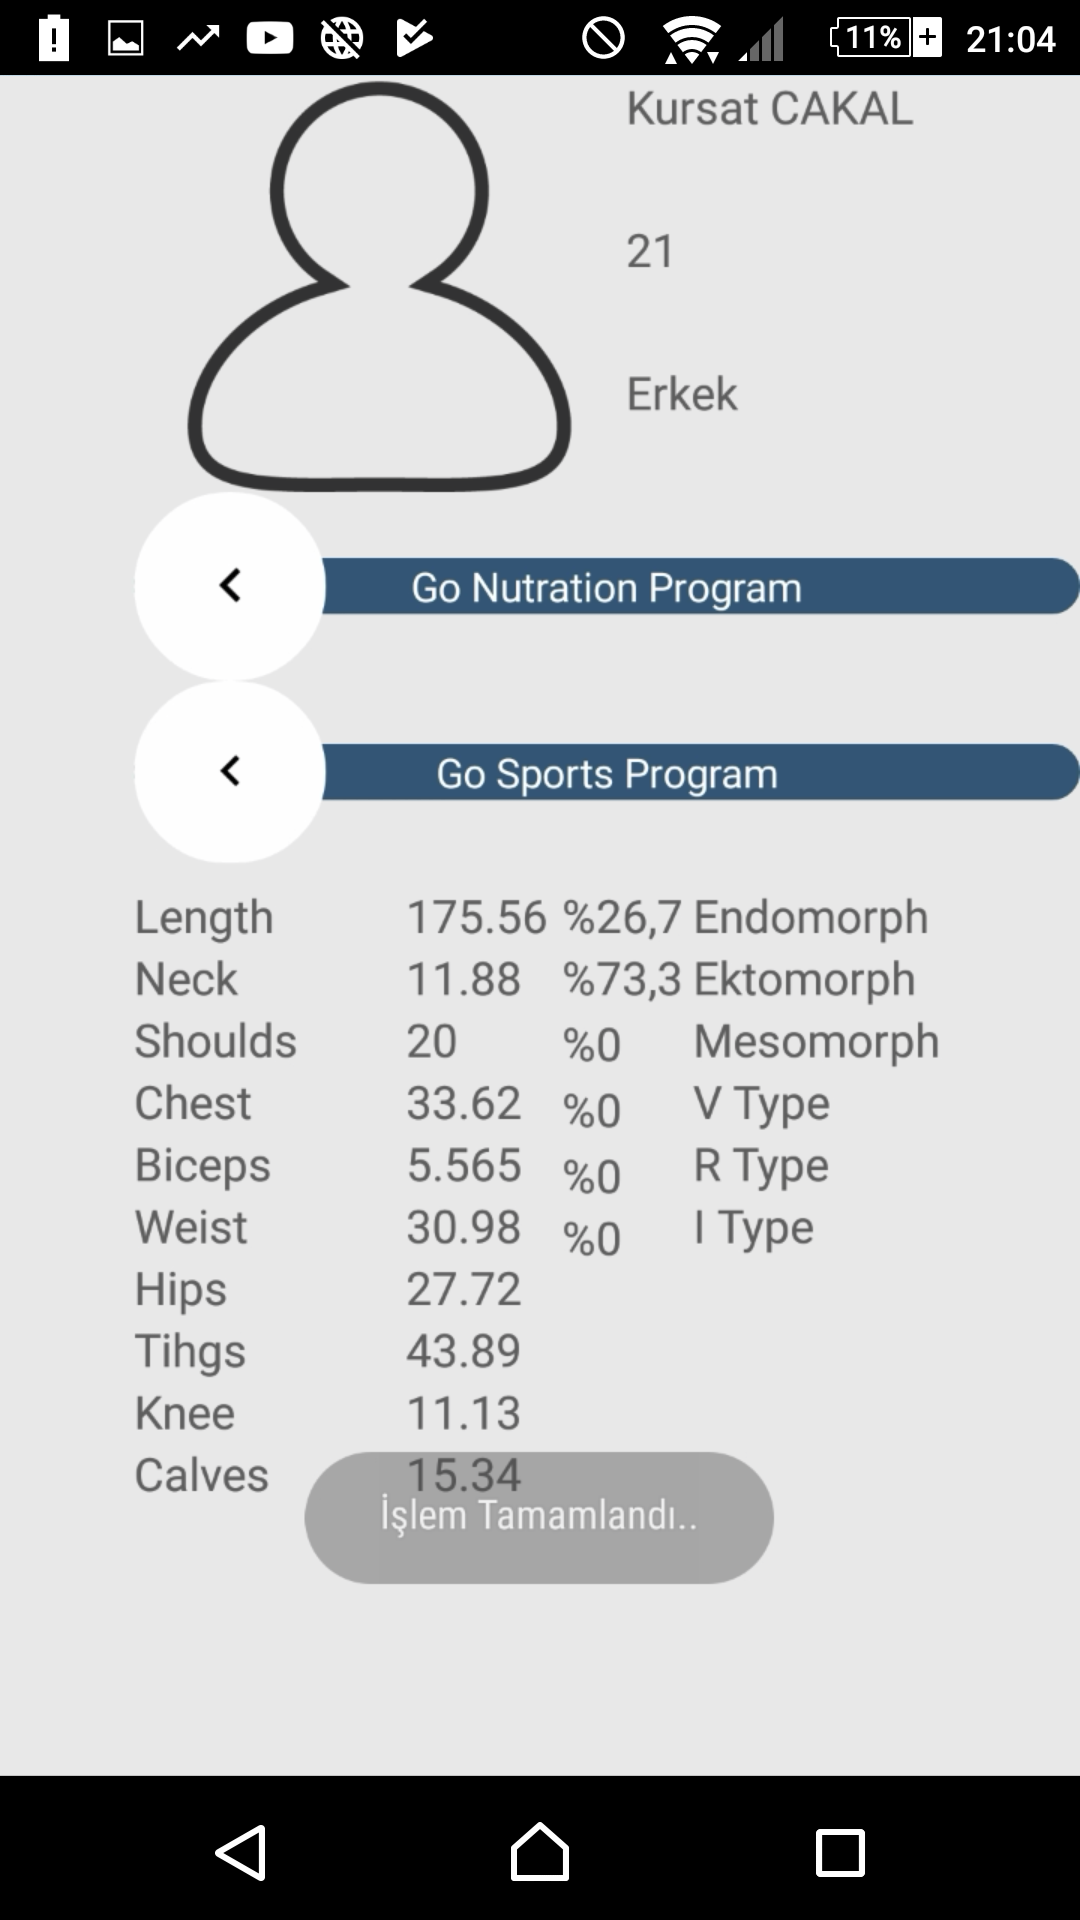 11% 21:04
Kursat CAKAL
21
Erkek
Go Nutration Program
Go Sports Program
Length 175.56 %26,7 Endomorph
Neck 11.88 %73,3 Ektomorph
Shoulds 20 %0 Mesomorph
Chest 33.62 %0 V Type
Biceps 5.565 %0 R Type
Weist 30.98 %0 I Type
Hips 27.72
Tihgs 43.89
Knee 11.13
Calves 15.34
İşlem Tamamlandı..